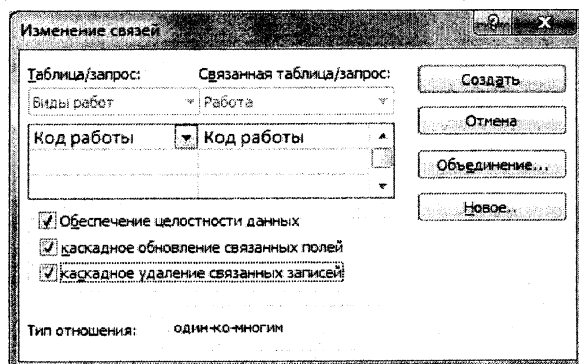 Изменение связей
Таблица/запрос: Связанная таблица/запрос:
Виды работ Работа
Код работы Код работы
Обеспечение целостности данных
каскадное обновление связанных полей
каскадное удаление связанных записей
Тип отношения: один-ко-многим
Создать
Отмена
Объединение...
Новое..